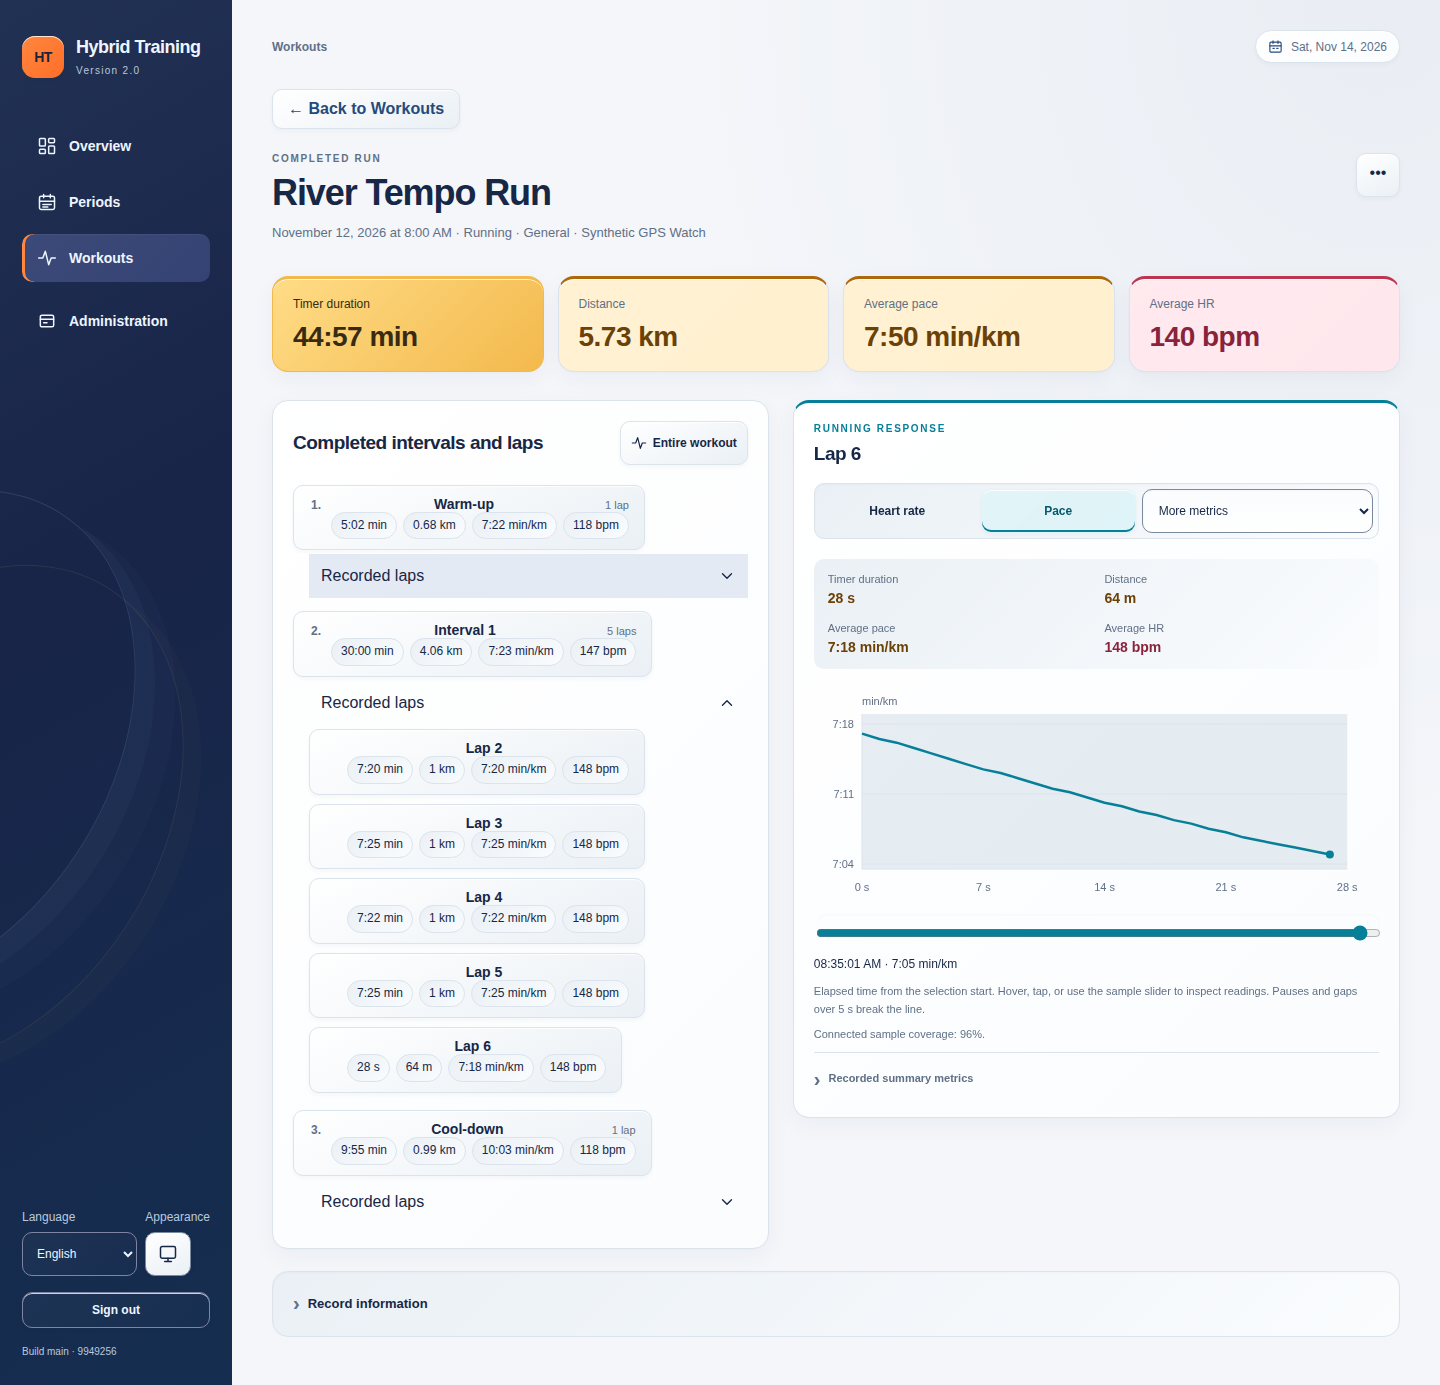 HT
Hybrid Training
Version 2.0
Overview
Periods
Workouts
Administration
Language
Appearance
English
Sign out
Build main · 9949256
Workouts
Sat, Nov 14, 2026
← Back to Workouts
COMPLETED RUN
River Tempo Run
•••
November 12, 2026 at 8:00 AM · Running · General · Synthetic GPS Watch
Timer duration
44:57 min
Distance
5.73 km
Average pace
7:50 min/km
Average HR
140 bpm
Completed intervals and laps
Entire workout
1. Warm-up 1 lap
5:02 min 0.68 km 7:22 min/km 118 bpm
Recorded laps
2. Interval 1 5 laps
30:00 min 4.06 km 7:23 min/km 147 bpm
Recorded laps
Lap 2
7:20 min 1 km 7:20 min/km 148 bpm
Lap 3
7:25 min 1 km 7:25 min/km 148 bpm
Lap 4
7:22 min 1 km 7:22 min/km 148 bpm
Lap 5
7:25 min 1 km 7:25 min/km 148 bpm
Lap 6
28 s 64 m 7:18 min/km 148 bpm
3. Cool-down 1 lap
9:55 min 0.99 km 10:03 min/km 118 bpm
Recorded laps
RUNNING RESPONSE
Lap 6
Heart rate Pace More metrics
Timer duration
28 s
Distance
64 m
Average pace
7:18 min/km
Average HR
148 bpm
min/km
7:18
7:11
7:04
0 s 7 s 14 s 21 s 28 s
08:35:01 AM · 7:05 min/km
Elapsed time from the selection start. Hover, tap, or use the sample slider to inspect readings. Pauses and gaps
over 5 s break the line.
Connected sample coverage: 96%.
› Recorded summary metrics
› Record information